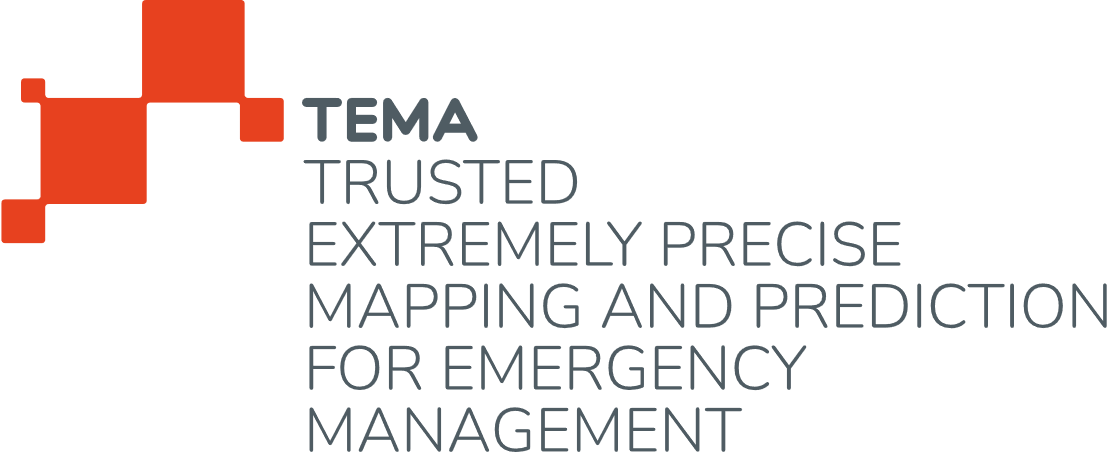 TEMA
TRUSTED
EXTREMELY PRECISE
MAPPING AND PREDICTION
FOR EMERGENCY
MANAGEMENT